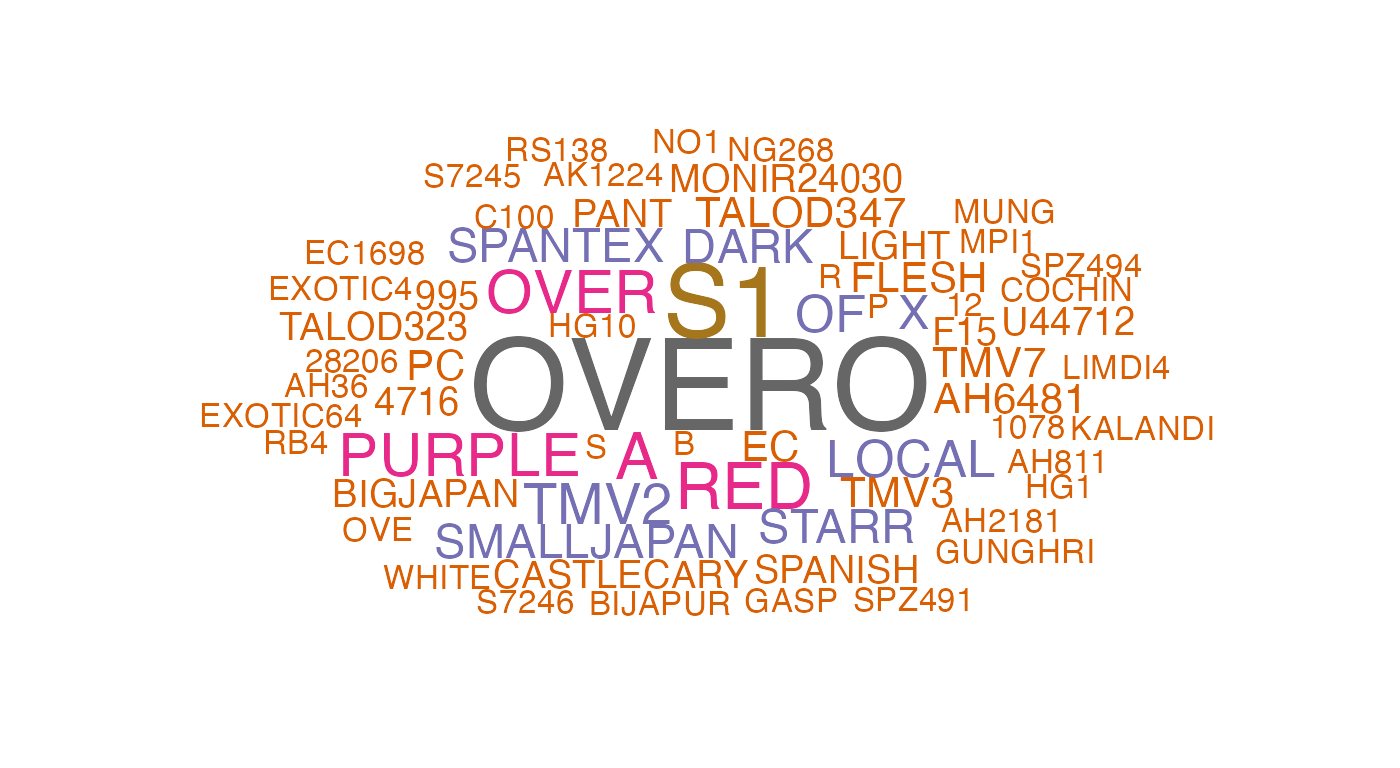 RS138 NO1 NG268
S7245 AK1224 MONIR24030
C100 PANT TALOD347 MUNG
EC1698 SPANTEX DARK LIGHT MPI1
EXOTIC4 995 OVER S1 R FLESH SPZ494
OF P X 12 COCHIN
TALOD323 HG10 F15 U44712
28206 PC OVERO TMV7 LIMDI4
AH36 4716 AH6481
EXOTIC64 1078 KALANDI
RB4 PURPLE S A B EC LOCAL AH811
BIGJAPAN TMV2 RED TMV3 HG1
OVE SMALLJAPAN STARR AH2181
GUNGHRI
WHITE CASTLECARY SPANISH
S7246 BIJAPUR GASP SPZ491